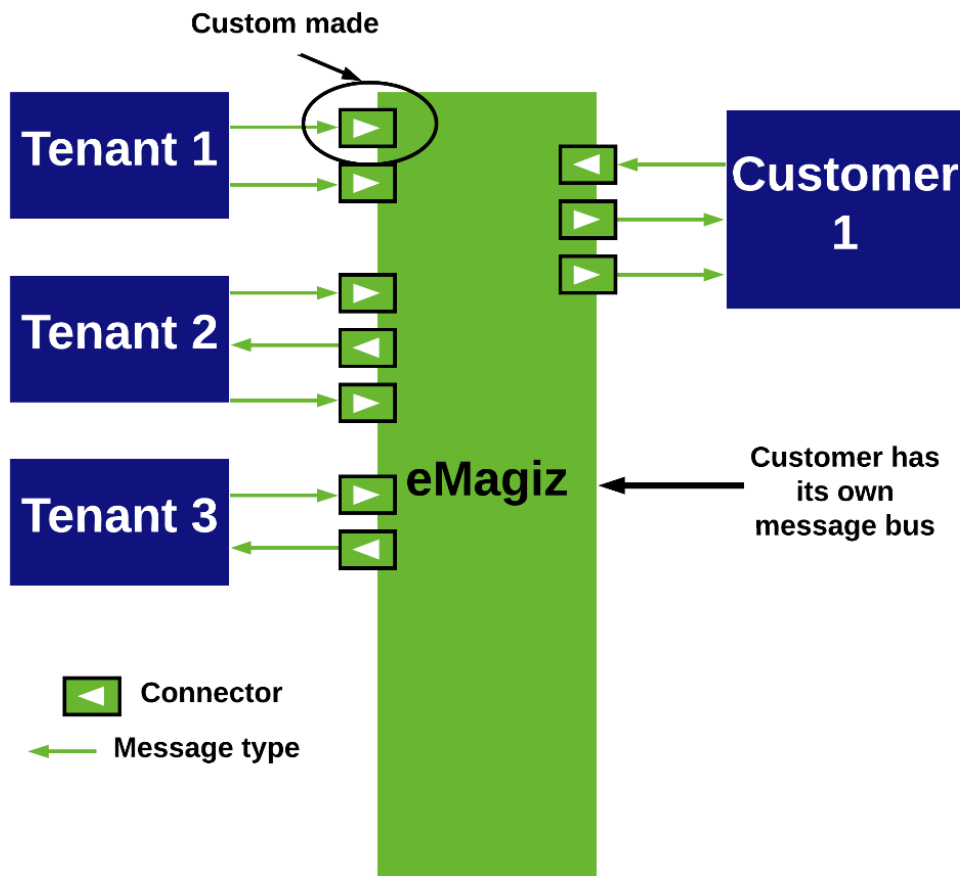 Custom made
Tenant 1
Customer
1
Tenant 2
eMagiz
Customer has
its own
message bus
Tenant 3
Connector
Message type